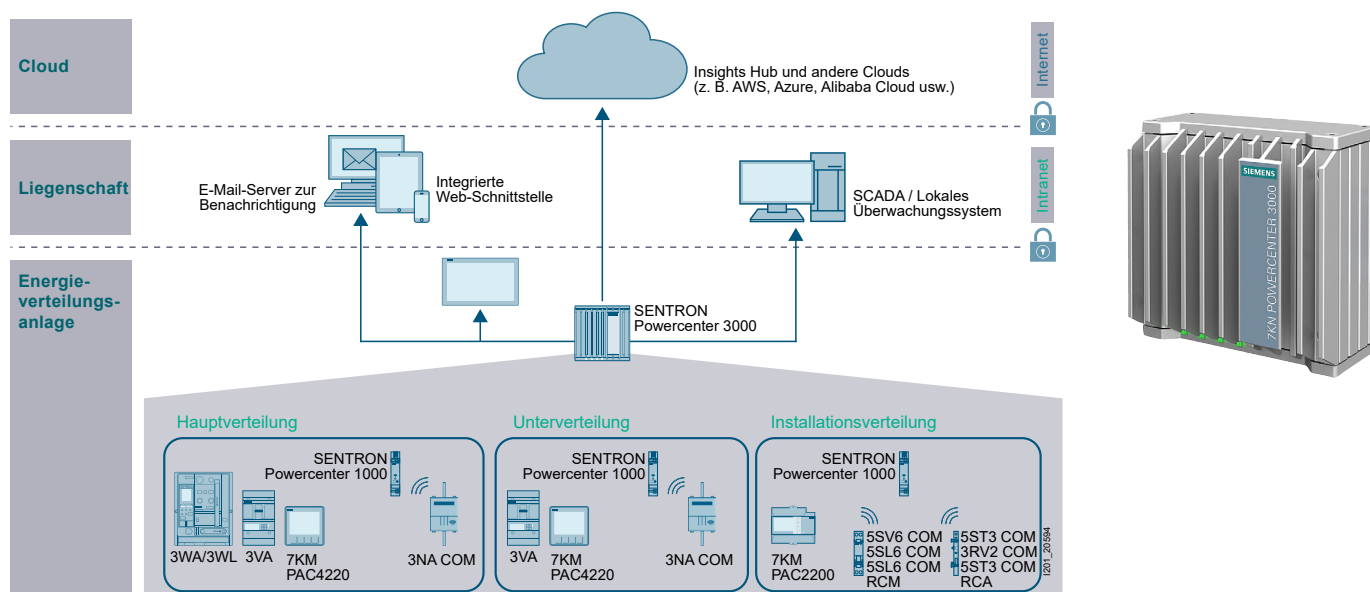 Cloud
Insights Hub und andere Clouds
(z. B. AWS, Azure, Alibaba Cloud usw.)
Internet
Liegenschaft
E-Mail-Server zur
Benachrichtigung
Integrierte
Web-Schnittstelle
SCADA / Lokales
Überwachungssystem
Intranet
Energie-
verteilungs-
anlage
SENTRON
Powercenter 3000
SIEMENS
7KN POWERCENTER 3000
Hauptverteilung
SENTRON
Powercenter 1000
3WA/3WL
3VA
7KM
PAC4220
3NA COM
Unterverteilung
SENTRON
Powercenter 1000
3VA
7KM
PAC4220
3NA COM
Installationsverteilung
SENTRON
Powercenter 1000
7KM
PAC2200
5SV6 COM
5SL6 COM
5SL6 COM
RCM
5ST3 COM
3RV2 COM
5ST3 COM
RCA
I201_20594